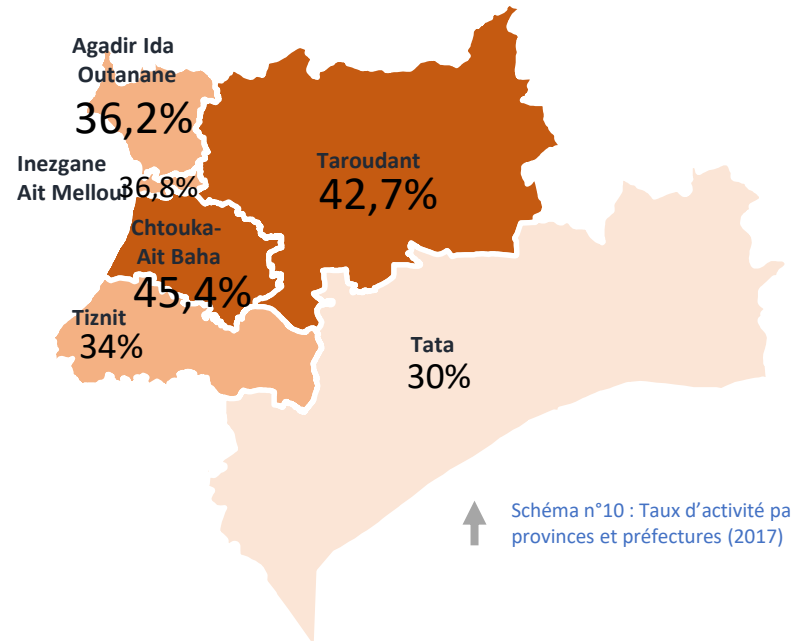 Agadir Ida
Outanane
36,2%
Inezgane
Ait Melloul
36,8%
Taroudant
42,7%
Chtouka-
Ait Baha
45,4%
Tiznit
34%
Tata
30%
Schéma n°10 : Taux d'activité pa
provinces et préfectures (2017)